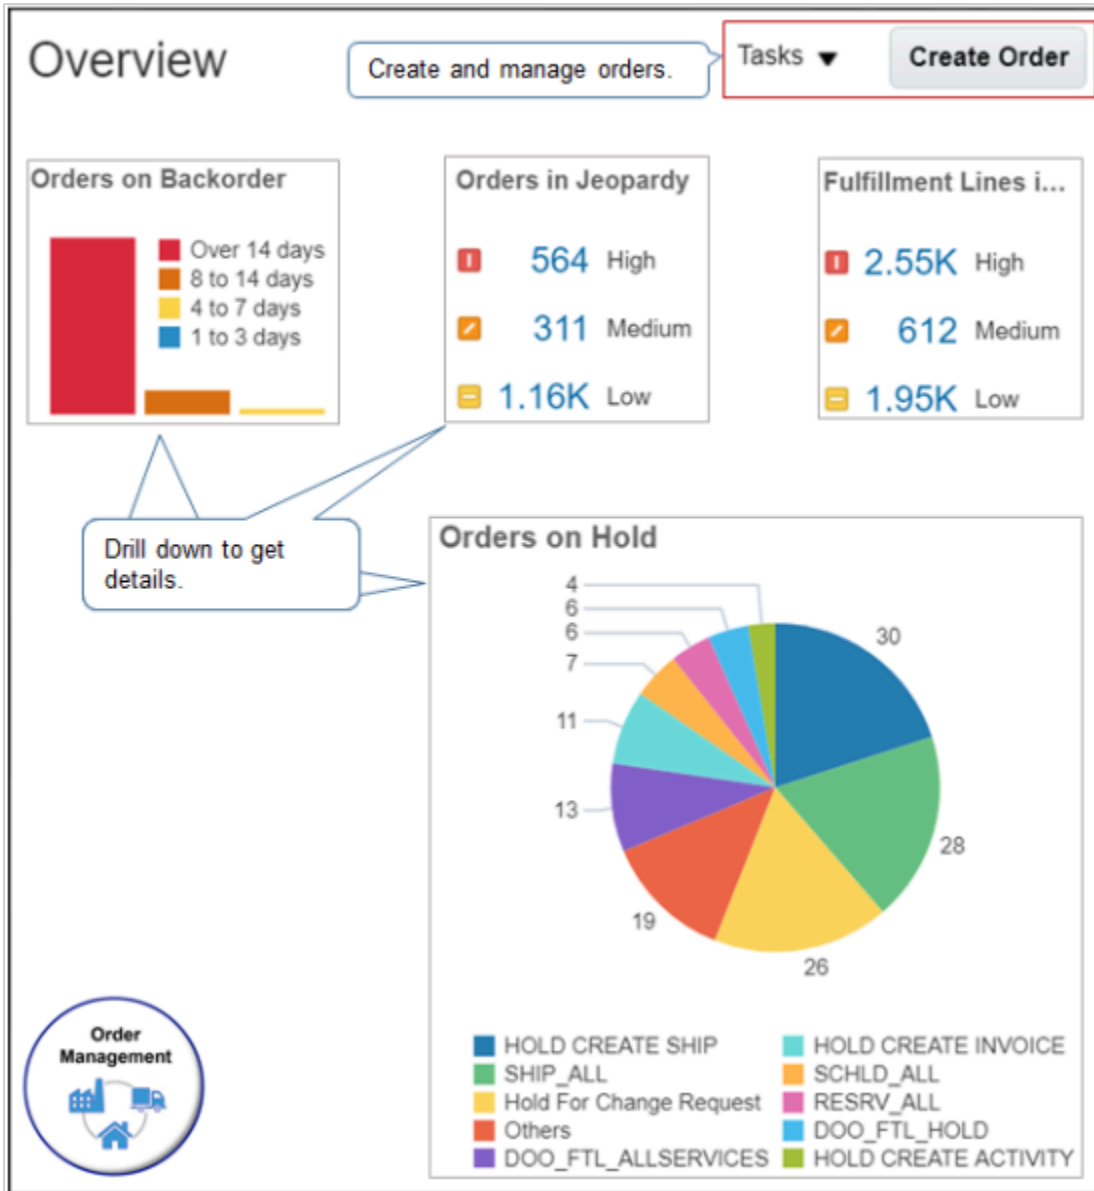 Overview
Create and manage orders.
Tasks
Create Order
Orders on Backorder
Over 14 days
8 to 14 days
4 to 7 days
1 to 3 days
Orders in Jeopardy
564 High
311 Medium
1.16K Low
Fulfillment Lines i...
2.55K High
612 Medium
1.95K Low
Drill down to get
details.
Orders on Hold
4
6
6
7
11
13
19
26
28
30
HOLD CREATE SHIP
SHIP_ALL
Hold For Change Request
Others
DOO_FTL_ALLSERVICES
HOLD CREATE INVOICE
SCHLD_ALL
RESRV_ALL
DOO_FTL_HOLD
HOLD CREATE ACTIVITY
Order
Management